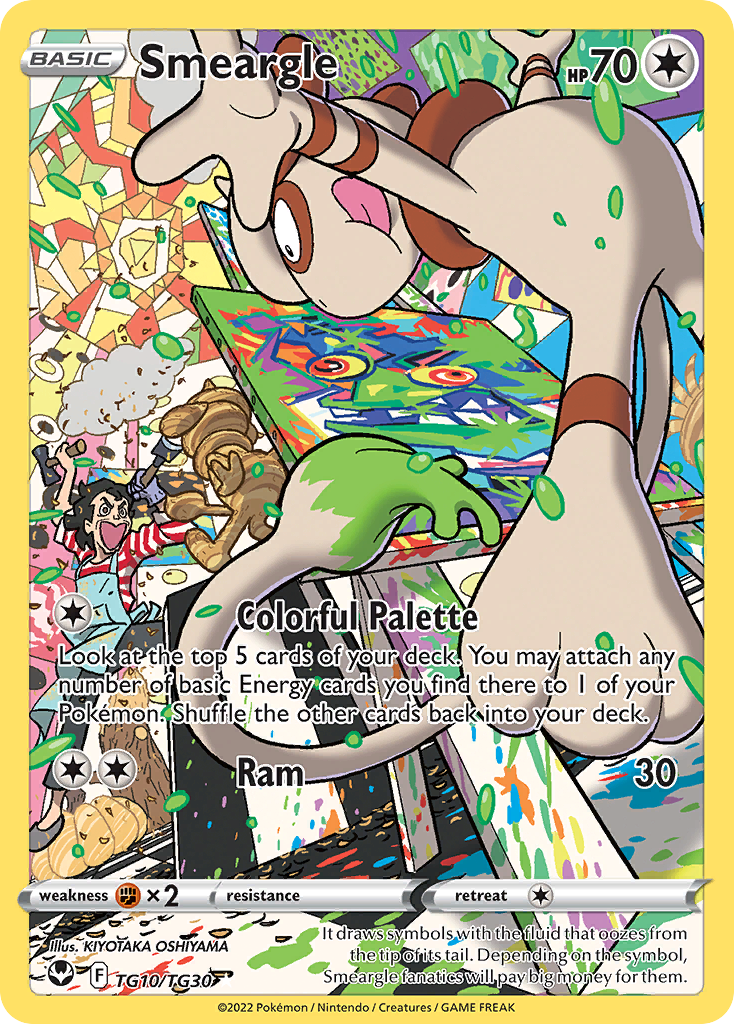 BASIC Smeargle HP 70
Colorful Palette
Look at the top 5 cards of your deck. You may attach any
number of basic Energy cards you find there to 1 of your
Pokémon. Shuffle the other cards back into your deck.
Ram 30
weakness ×2 resistance retreat
Illus. KIYOTAKA OSHIYAMA
It draws symbols with the fluid that oozes from
the tip of its tail. Depending on the symbol,
Smeargle fanatics will pay big money for them.
F TG10/TG30
©2022 Pokémon / Nintendo / Creatures / GAME FREAK